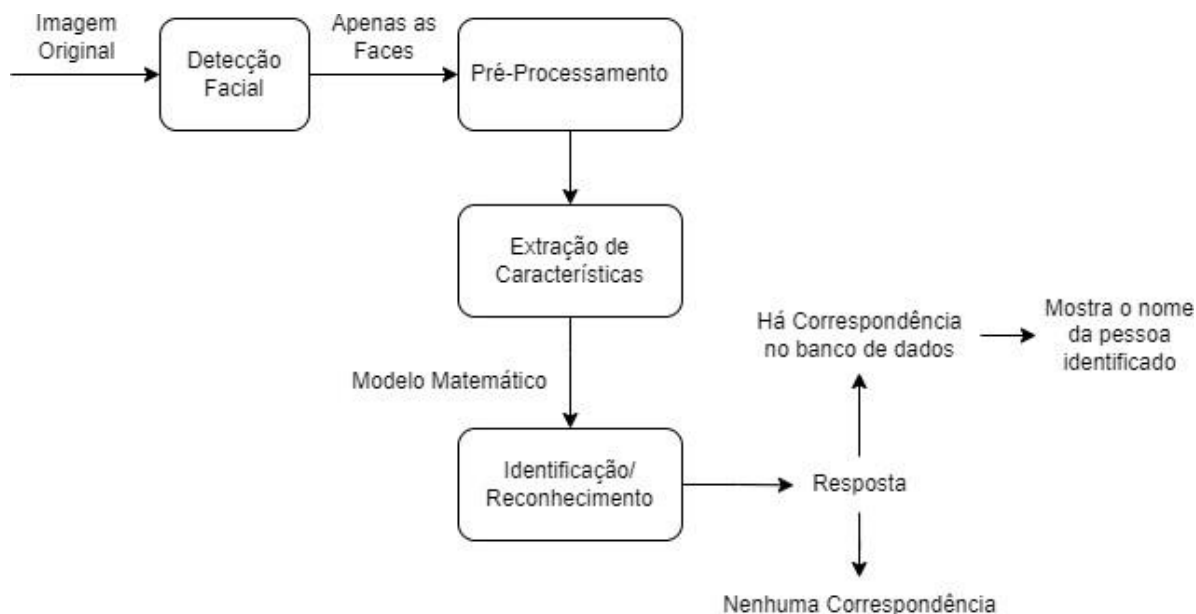 Imagem
Original
Detecção
Facial
Apenas as
Faces
Pré-Processamento
Extração de
Características
Modelo Matemático
Identificação/
Reconhecimento
Resposta
Há Correspondência
no banco de dados
Mostra o nome
da pessoa
identificado
Nenhuma Correspondência